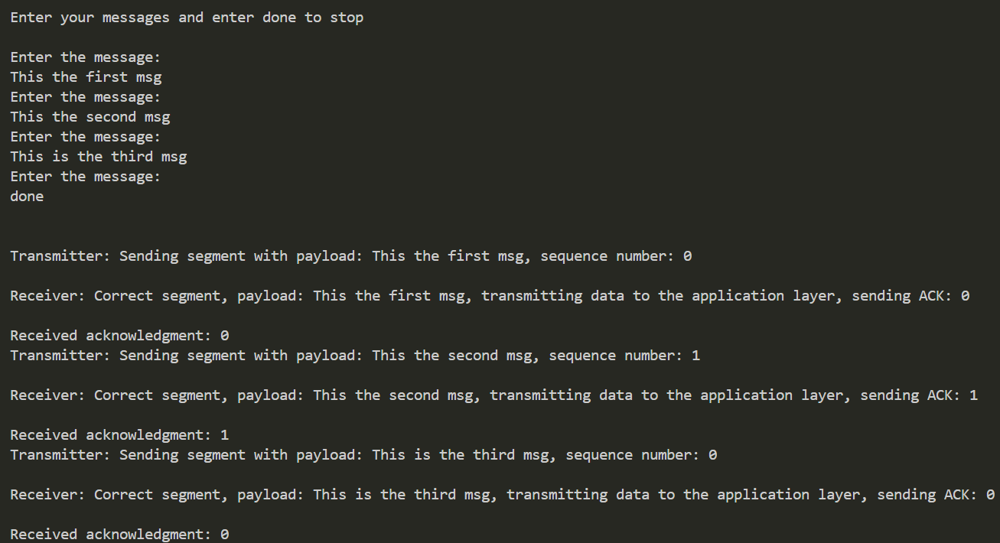 Enter your messages and enter done to stop
Enter the message:
This the first msg
Enter the message:
This the second msg
Enter the message:
This is the third msg
Enter the message:
done
Transmitter: Sending segment with payload: This the first msg, sequence number: 0
Receiver: Correct segment, payload: This the first msg, transmitting data to the application layer, sending ACK: 0
Received acknowledgment: 0
Transmitter: Sending segment with payload: This the second msg, sequence number: 1
Receiver: Correct segment, payload: This the second msg, transmitting data to the application layer, sending ACK: 1
Received acknowledgment: 1
Transmitter: Sending segment with payload: This is the third msg, sequence number: 0
Receiver: Correct segment, payload: This is the third msg, transmitting data to the application layer, sending ACK: 0
Received acknowledgment: 0